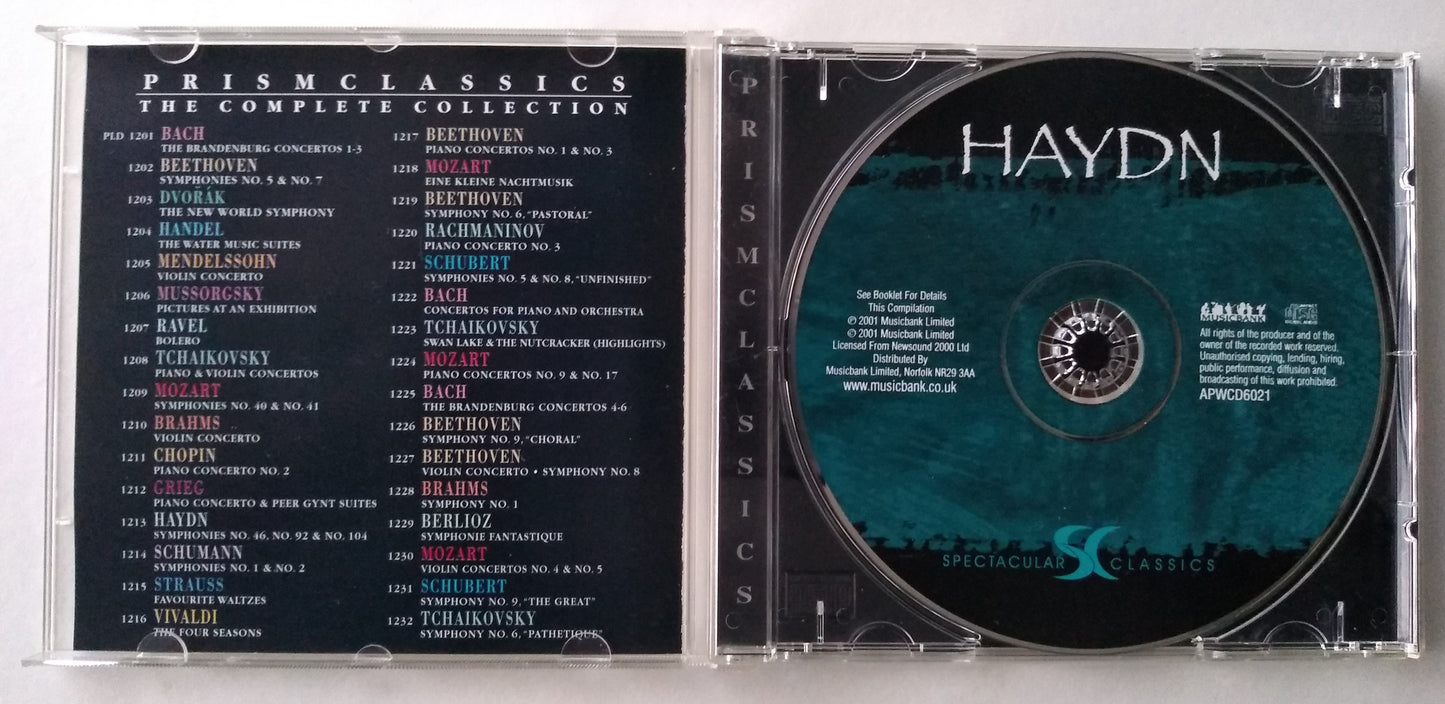 PRISMCLASSICS
THE COMPLETE COLLECTION
PLD 1201 BACH
THE BRANDENBURG CONCERTOS 1-3
1202 BEETHOVEN
SYMPHONIES NO. 5 & NO. 7
1203 DVOŘÁK
THE NEW WORLD SYMPHONY
1204 HANDEL
THE WATER MUSIC SUITES
1205 MENDELSSOHN
VIOLIN CONCERTO
1206 MUSSORGSKY
PICTURES AT AN EXHIBITION
1207 RAVEL
BOLERO
1208 TCHAIKOVSKY
PIANO & VIOLIN CONCERTOS
1209 MOZART
SYMPHONIES NO. 40 & NO. 41
1210 BRAHMS
VIOLIN CONCERTO
1211 CHOPIN
PIANO CONCERTO NO. 2
1212 GRIEG
PIANO CONCERTO & PEER GYNT SUITES
1213 HAYDN
SYMPHONIES NO. 46, NO. 92 & NO. 104
1214 SCHUMANN
SYMPHONIES NO. 1 & NO. 2
1215 STRAUSS
FAVOURITE WALTZES
1216 VIVALDI
THE FOUR SEASONS
1217 BEETHOVEN
PIANO CONCERTOS NO. 1 & NO. 3
1218 MOZART
EINE KLEINE NACHTMUSIK
1219 BEETHOVEN
SYMPHONY NO. 6, "PASTORAL"
1220 RACHMANINOV
PIANO CONCERTO NO. 3
1221 SCHUBERT
SYMPHONIES NO. 5 & NO. 8, "UNFINISHED"
1222 BACH
CONCERTOS FOR PIANO AND ORCHESTRA
1223 TCHAIKOVSKY
SWAN LAKE & THE NUTCRACKER (HIGHLIGHTS)
1224 MOZART
PIANO CONCERTOS NO. 9 & NO. 17
1225 BACH
THE BRANDENBURG CONCERTOS 4-6
1226 BEETHOVEN
SYMPHONY NO. 9, "CHORAL"
1227 BEETHOVEN
VIOLIN CONCERTO • SYMPHONY NO. 8
1228 BRAHMS
SYMPHONY NO. 1
1229 BERLIOZ
SYMPHONIE FANTASTIQUE
1230 MOZART
VIOLIN CONCERTOS NO. 4 & NO. 5
1231 SCHUBERT
SYMPHONY NO. 9, "THE GREAT"
1232 TCHAIKOVSKY
SYMPHONY NO. 6, "PATHETIQUE"
PRISMCLASSICS
HAYDN
See Booklet For Details
This Compilation
℗ 2001 Musicbank Limited
© 2001 Musicbank Limited
Licensed From Newsound 2000 Ltd
Distributed By
Musicbank Limited, Norfolk NR29 3AA
www.musicbank.co.uk
MUSICBANK
All rights of the producer and of the
owner of the recorded work reserved.
Unauthorised copying, lending, hiring,
public performance, diffusion and
broadcasting of this work prohibited.
APWCD6021
SPECTACULAR SC CLASSICS